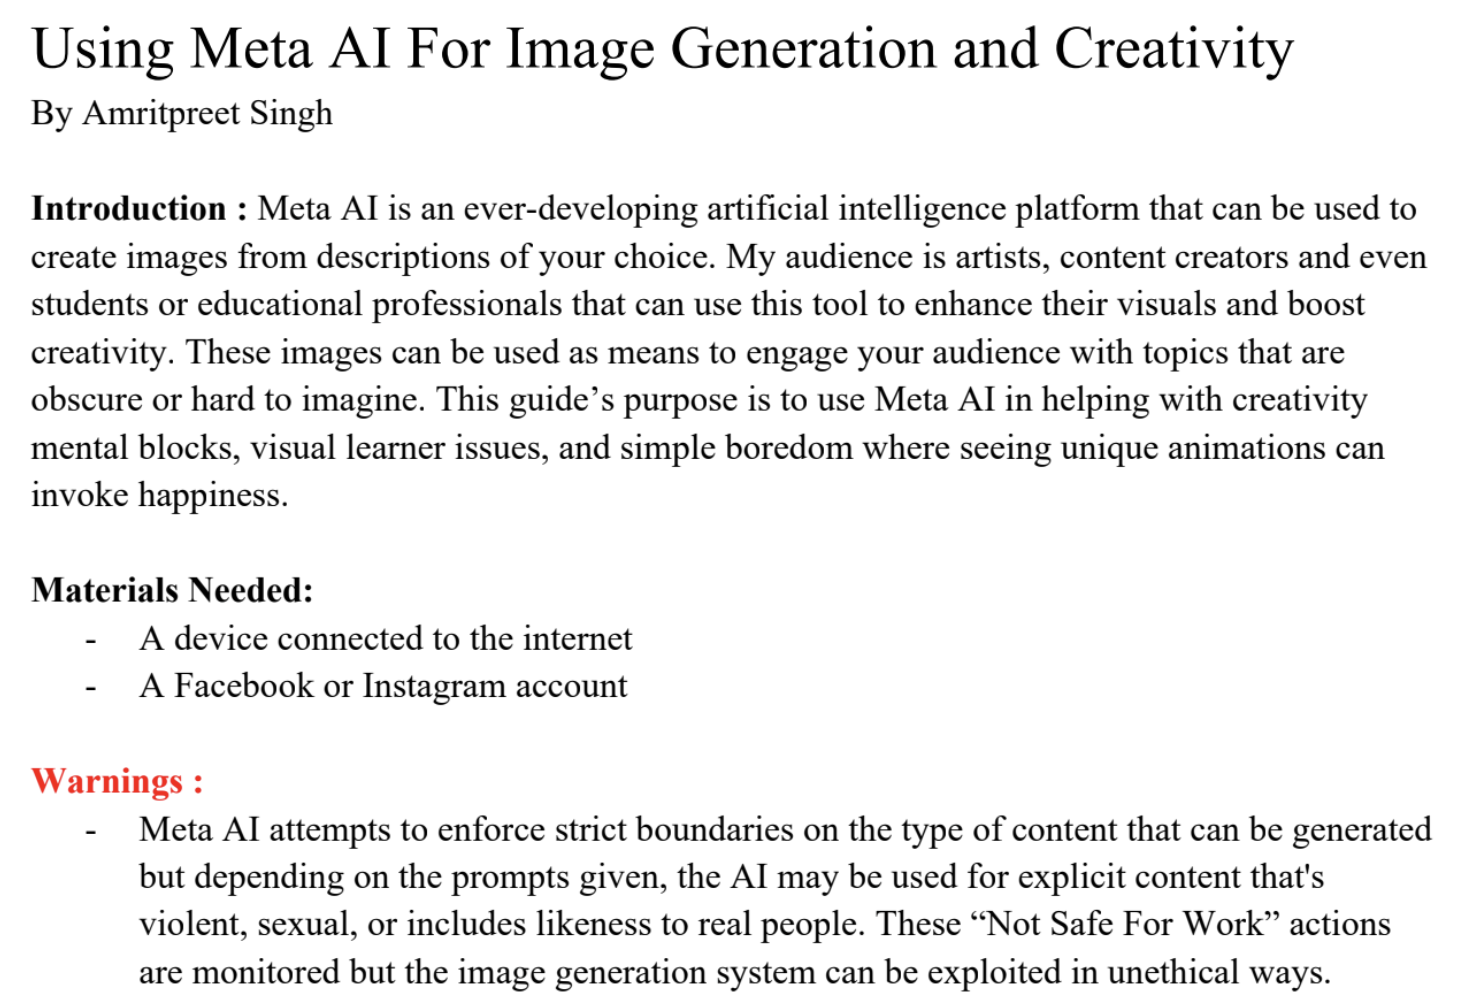 Using Meta AI For Image Generation and Creativity
By Amritpreet Singh
Introduction : Meta AI is an ever-developing artificial intelligence platform that can be used to
create images from descriptions of your choice. My audience is artists, content creators and even
students or educational professionals that can use this tool to enhance their visuals and boost
creativity. These images can be used as means to engage your audience with topics that are
obscure or hard to imagine. This guide’s purpose is to use Meta AI in helping with creativity
mental blocks, visual learner issues, and simple boredom where seeing unique animations can
invoke happiness.
Materials Needed:
- A device connected to the internet
- A Facebook or Instagram account
Warnings :
- Meta AI attempts to enforce strict boundaries on the type of content that can be generated
but depending on the prompts given, the AI may be used for explicit content that's
violent, sexual, or includes likeness to real people. These “Not Safe For Work” actions
are monitored but the image generation system can be exploited in unethical ways.